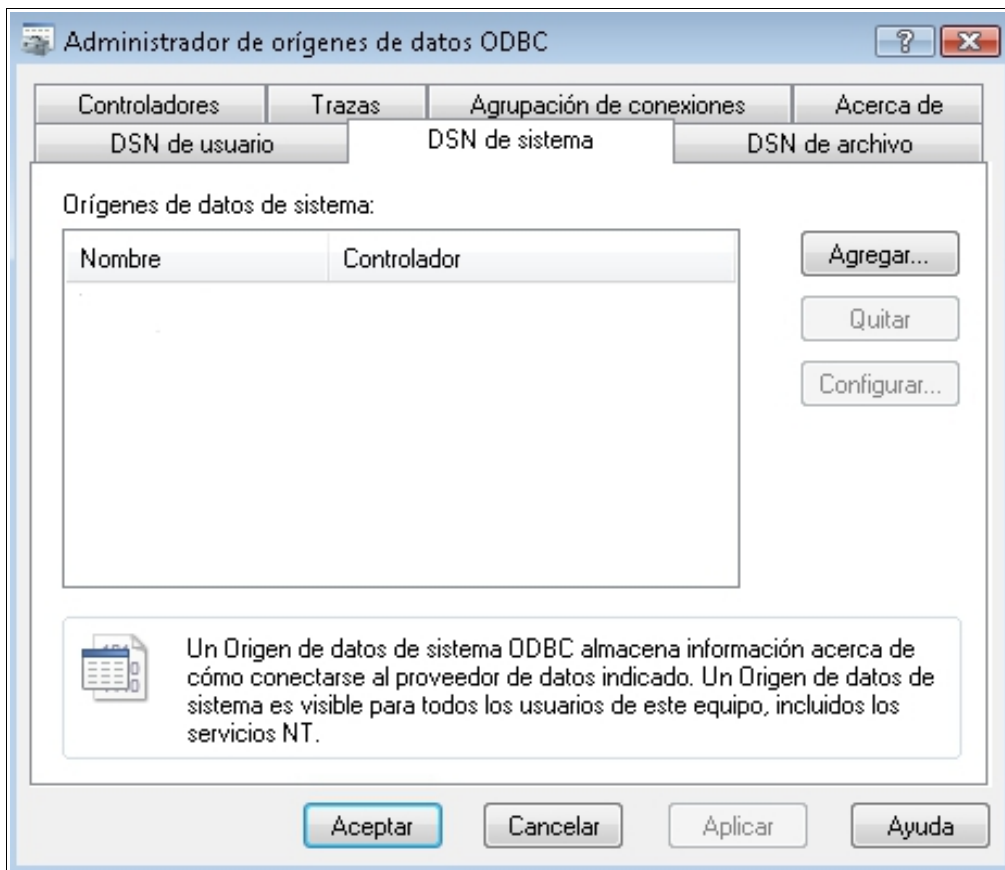 Administrador de orígenes de datos ODBC
Controladores Trazas Agrupación de conexiones Acerca de
DSN de usuario DSN de sistema DSN de archivo
Orígenes de datos de sistema:
Nombre Controlador
Agregar...
Quitar
Configurar...
Un Origen de datos de sistema ODBC almacena información acerca de
cómo conectarse al proveedor de datos indicado. Un Origen de datos de
sistema es visible para todos los usuarios de este equipo, incluidos los
servicios NT.
Aceptar Cancelar Aplicar Ayuda